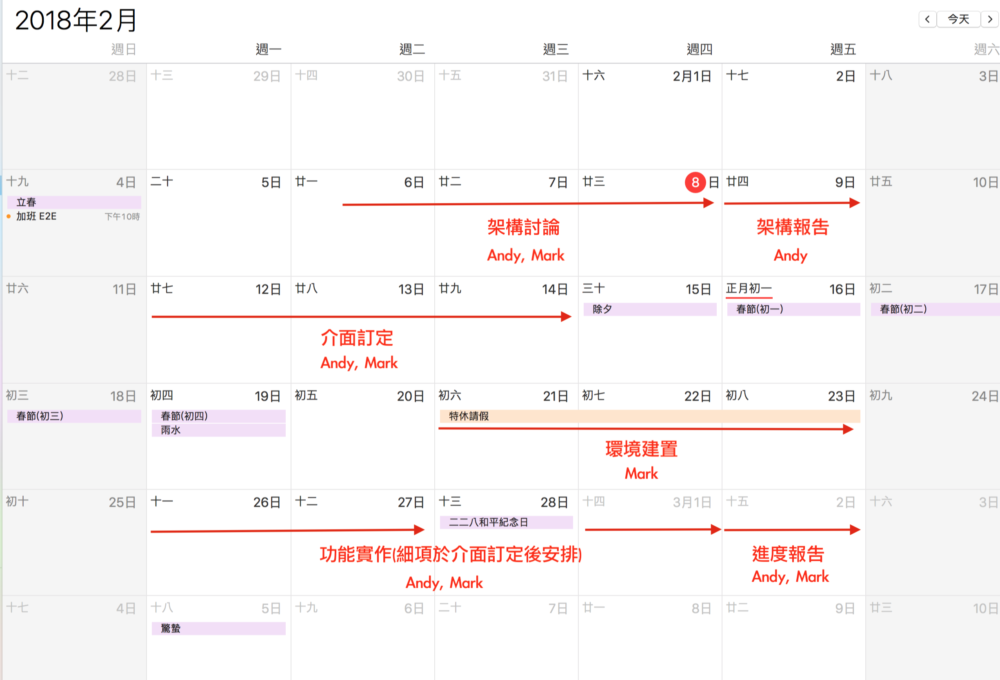 2018年2月
今天
週日 週一 週二 週三 週四 週五 週六
十二 28日 十三 29日 十四 30日 十五 31日 十六 2月1日 十七 2日 十八 3日
十九 4日 二十 5日 廿一 6日 廿二 7日 廿三 8日 廿四 9日 廿五 10日
立春
加班 E2E 下午10時
架構討論 架構報告
Andy, Mark Andy
廿六 11日 廿七 12日 廿八 13日 廿九 14日 三十 15日 正月初一 16日 初二 17日
除夕 春節(初一) 春節(初二)
介面訂定
Andy, Mark
初三 18日 初四 19日 初五 20日 初六 21日 初七 22日 初八 23日 初九 24日
春節(初三) 春節(初四) 特休請假
雨水
環境建置
Mark
初十 25日 十一 26日 十二 27日 十三 28日 十四 3月1日 十五 2日 十六 3日
二二八和平紀念日
功能實作(細項於介面訂定後安排) 進度報告
Andy, Mark Andy, Mark
十七 4日 十八 5日 十九 6日 二十 7日 廿一 8日 廿二 9日 廿三 10日
驚蟄